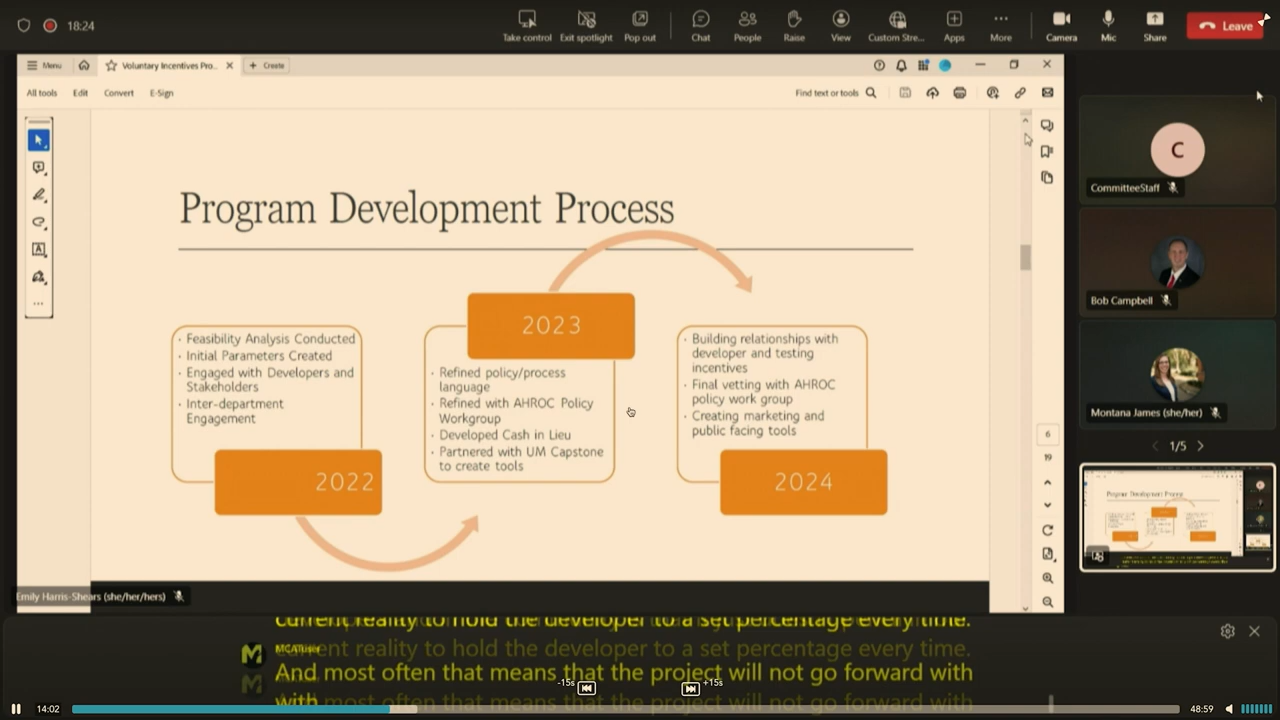 18:24
Take control
Exit spotlight
Pop out
Chat
People
Raise
View
Custom Stre...
Apps
More
Camera
Mic
Share
Leave
Menu
Voluntary Incentives Pro...
Create
All tools
Edit
Convert
E-Sign
Find text or tools
Program Development Process
· Feasibility Analysis Conducted
· Initial Parameters Created
· Engaged with Developers and
Stakeholders
· Inter-department
Engagement
2022
2023
· Refined policy/process
language
· Refined with AHROC Policy
Workgroup
· Developed Cash in Lieu
· Partnered with UM Capstone
to create tools
· Building relationships with
developer and testing
incentives
· Final vetting with AHROC
policy work group
· Creating marketing and
public facing tools
2024
6
19
C
CommitteeStaff
Bob Campbell
Montana James (she/her)
1/5
Program Development Process
Emily Harris-Shears (she/her/hers)
current reality to hold the developer to a set percentage every time.
MCATuser
And most often that means that the project will not go forward with
-15s
+15s
14:02
48:59